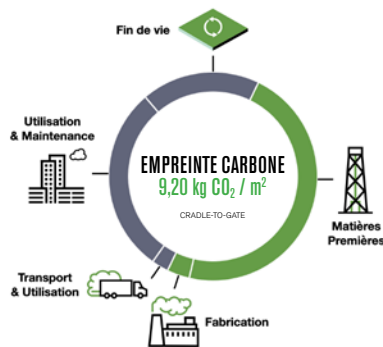 Fin de vie
Utilisation
& Maintenance
EMPREINTE CARBONE
9,20 kg CO₂ / m²
CRADLE-TO-GATE
Matières
Premières
Transport
& Utilisation
Fabrication